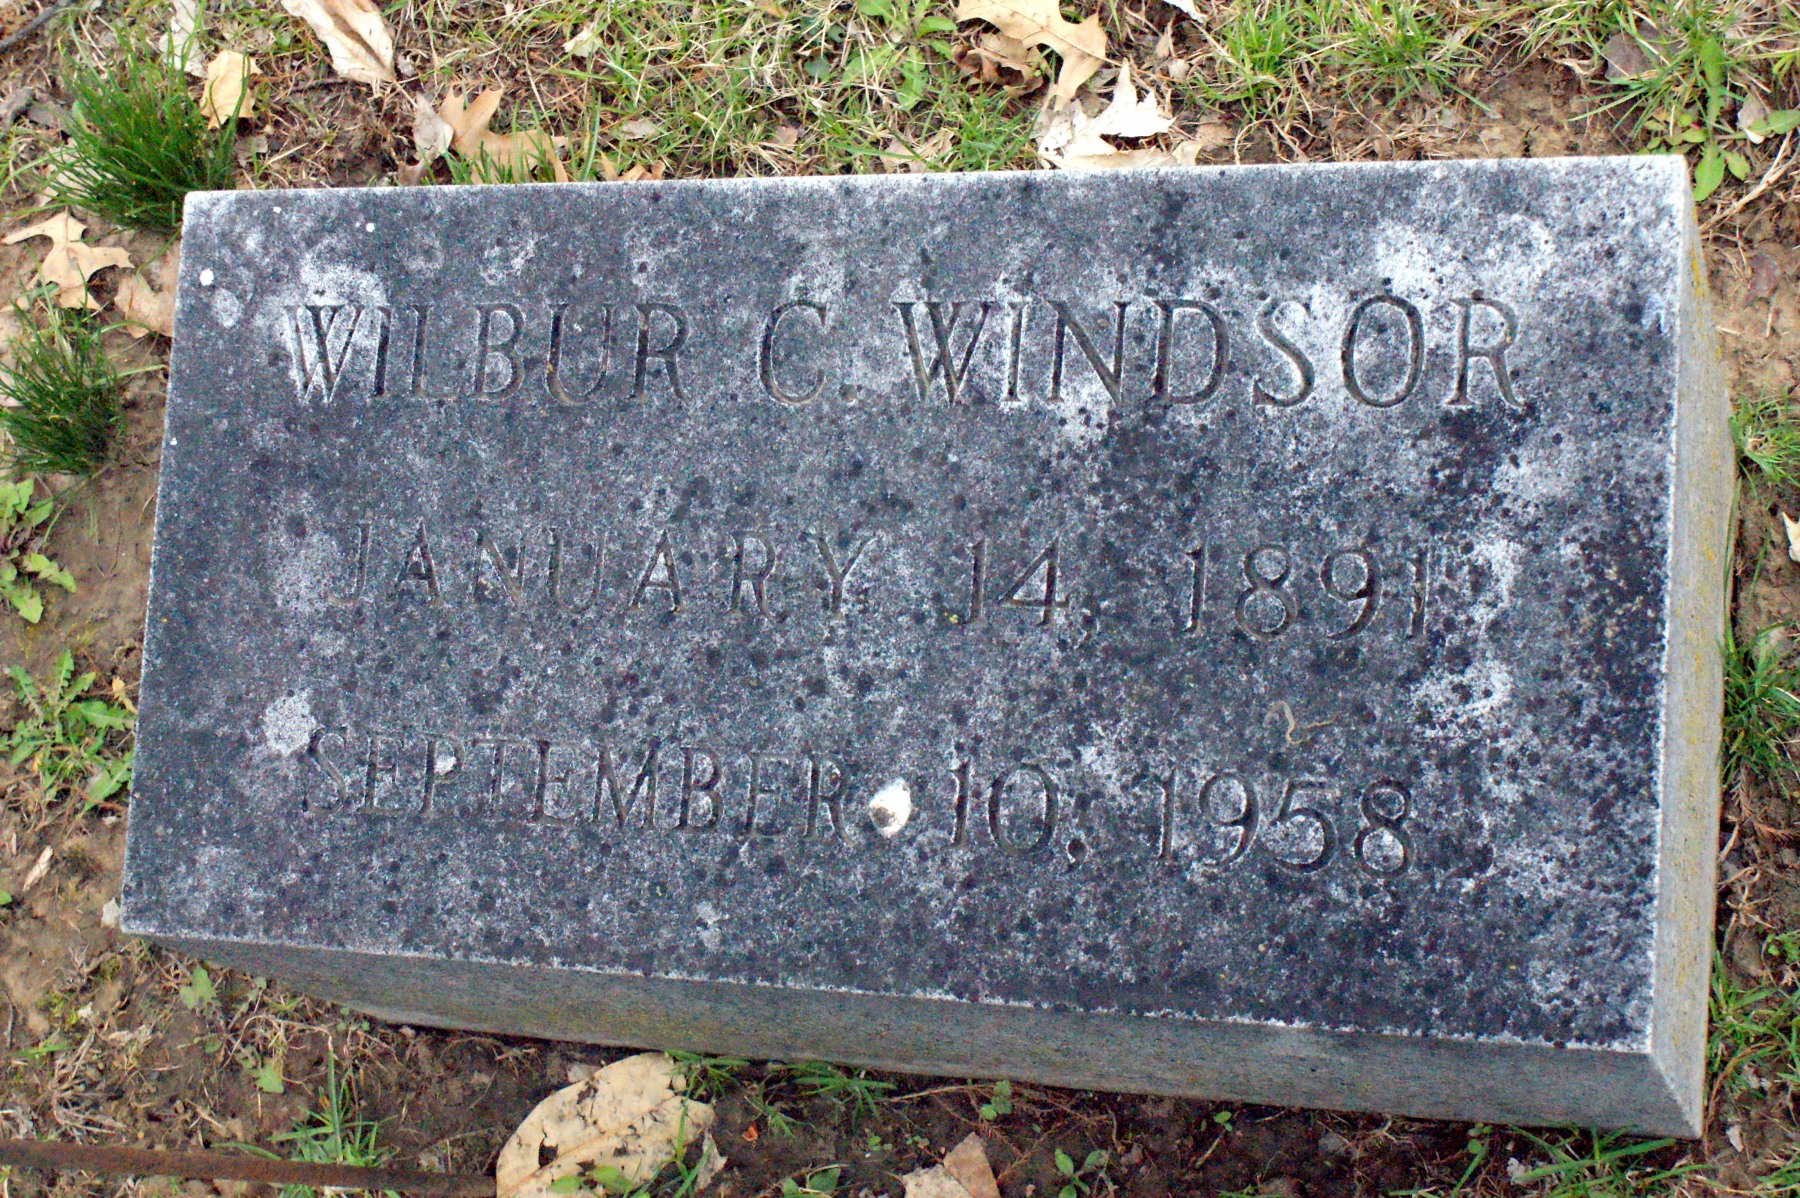 WILBUR C. WINDSOR
JANUARY 14, 1891
SEPTEMBER 10, 1958